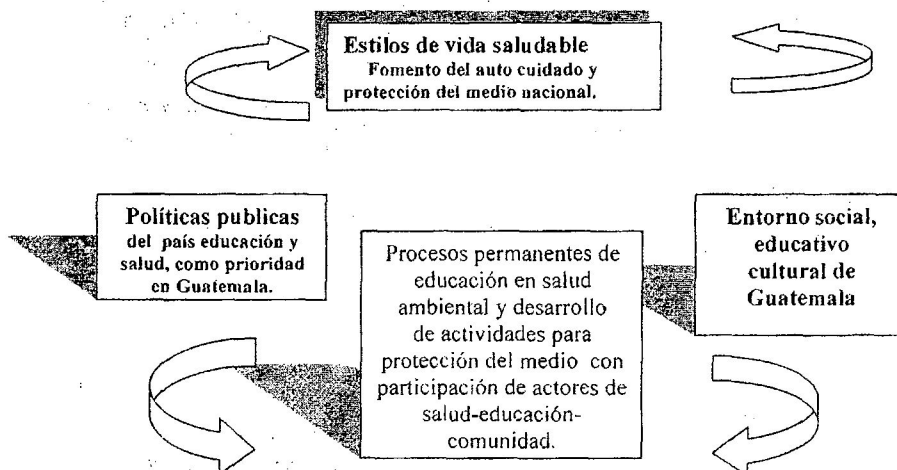 Estilos de vida saludable
Fomento del auto cuidado y
protección del medio nacional.
Políticas publicas
del país educación y
salud, como prioridad
en Guatemala.
Procesos permanentes de
educación en salud
ambiental y desarrollo
de actividades para
protección del medio con
participación de actores de
salud-educación-
comunidad.
Entorno social,
educativo
cultural de
Guatemala